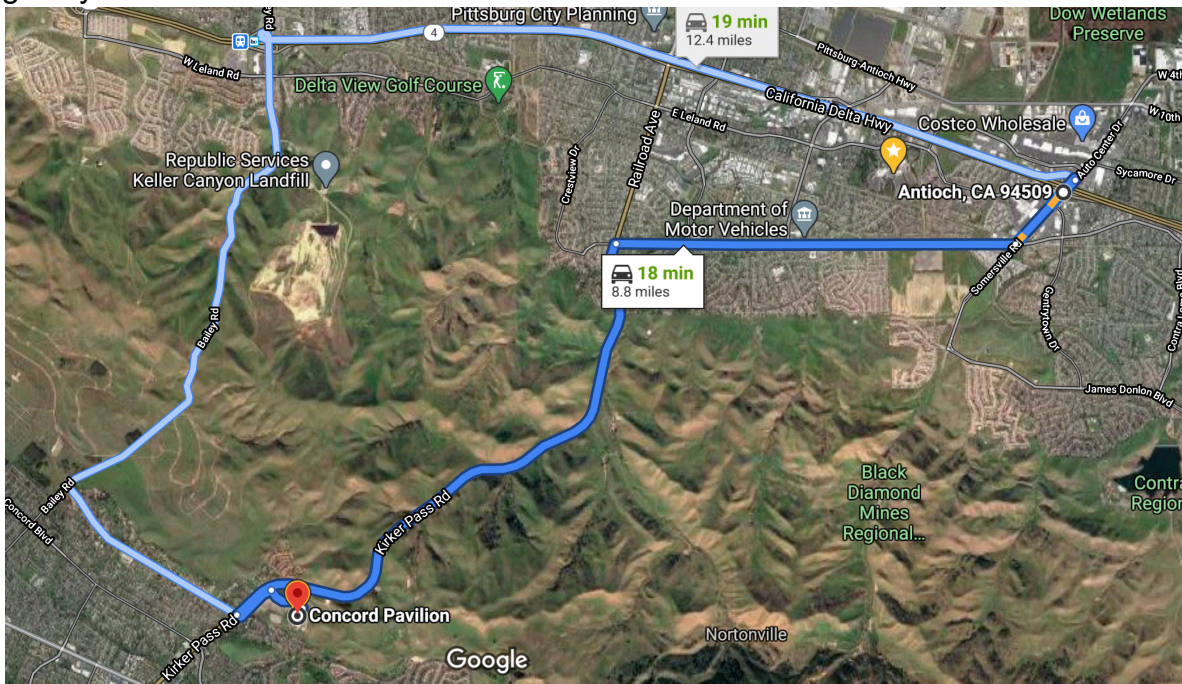 Pittsburg City Planning
19 min
12.4 miles
Dow Wetlands
Preserve
4
Pittsburg-Antioch Hwy
W Leland Rd
Delta View Golf Course
W 4th
W 10th
California Delta Hwy
Costco Wholesale
E Leland Rd
Auto Center Dr
Railroad Ave
Crestview Dr
Republic Services
Keller Canyon Landfill
Sycamore Dr
Antioch, CA 94509
Department of
Motor Vehicles
18 min
8.8 miles
Somersville Rd
Gentrytown Dr
Bailey Rd
James Donlon Blvd
Black
Diamond
Mines
Regional...
Bailey Rd
Concord Blvd
Kirker Pass Rd
Concord Pavilion
Kirker Pass Rd
Nortonville
Google